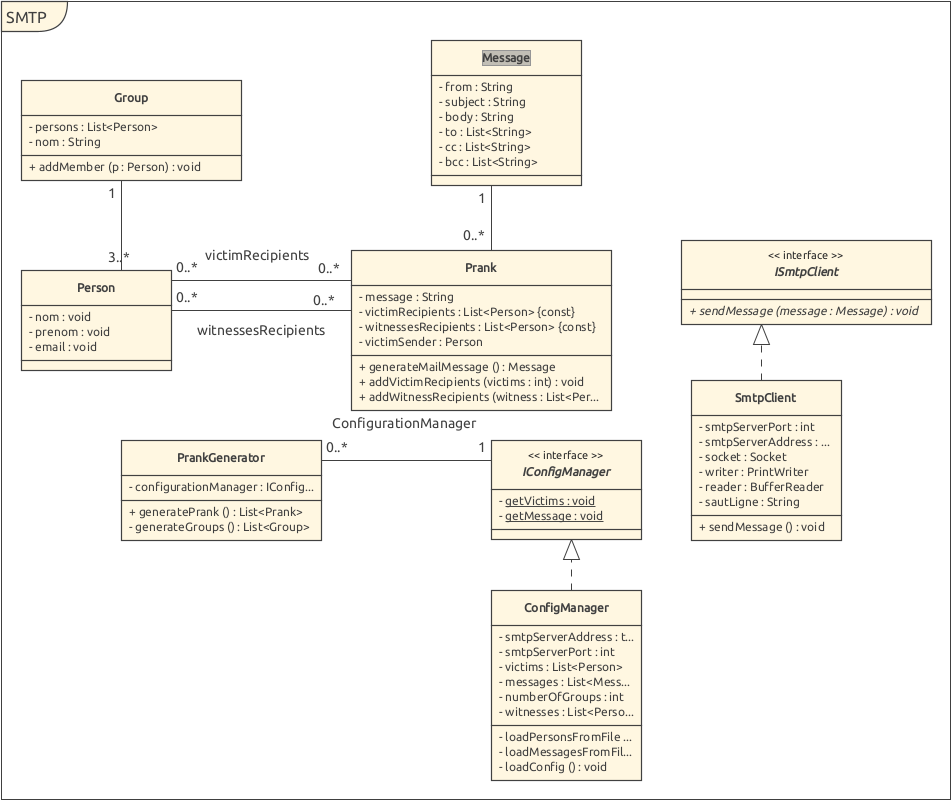 SMTP
Message
- from : String
- subject : String
- body : String
- to : List<String>
- cc : List<String>
- bcc : List<String>
Group
- persons : List<Person>
- nom : String
+ addMember (p : Person) : void
1
3..*
1
0..*
Person
- nom : void
- prenom : void
- email : void
victimRecipients
0..*
0..*
0..*
0..*
witnessesRecipients
Prank
- message : String
- victimRecipents : List<Person> {const}
- witnessesRecipents : List<Person> {const}
- victimSender : Person
+ generateMailMessage () : Message
+ addVictimRecipients (victims : int) : void
+ addWitnessRecipients (witness : List<Per...
<< interface >>
ISmtpClient
+ sendMessage (message : Message) : void
SmtpClient
- smtpServerPort : int
- smtpServerAddress : ...
- socket : Socket
- writer : PrintWriter
- reader : BufferReader
- sautLigne : String
+ sendMessage () : void
ConfigurationManager
0..*
1
PrankGenerator
- configurationManager : IConfig...
+ generatePrank () : List<Prank>
- generateGroups () : List<Group>
<< interface >>
IConfigManager
- getVictims : void
- getMessage : void
ConfigManager
- smtpServerAddress : t...
- smtpServerPort : int
- victims : List<Person>
- messages : List<Mess...
- numberOfGroups : int
- witnesses : List<Perso...
- loadPersonsFromFile ...
- loadMessagesFromFil...
- loadConfig () : void